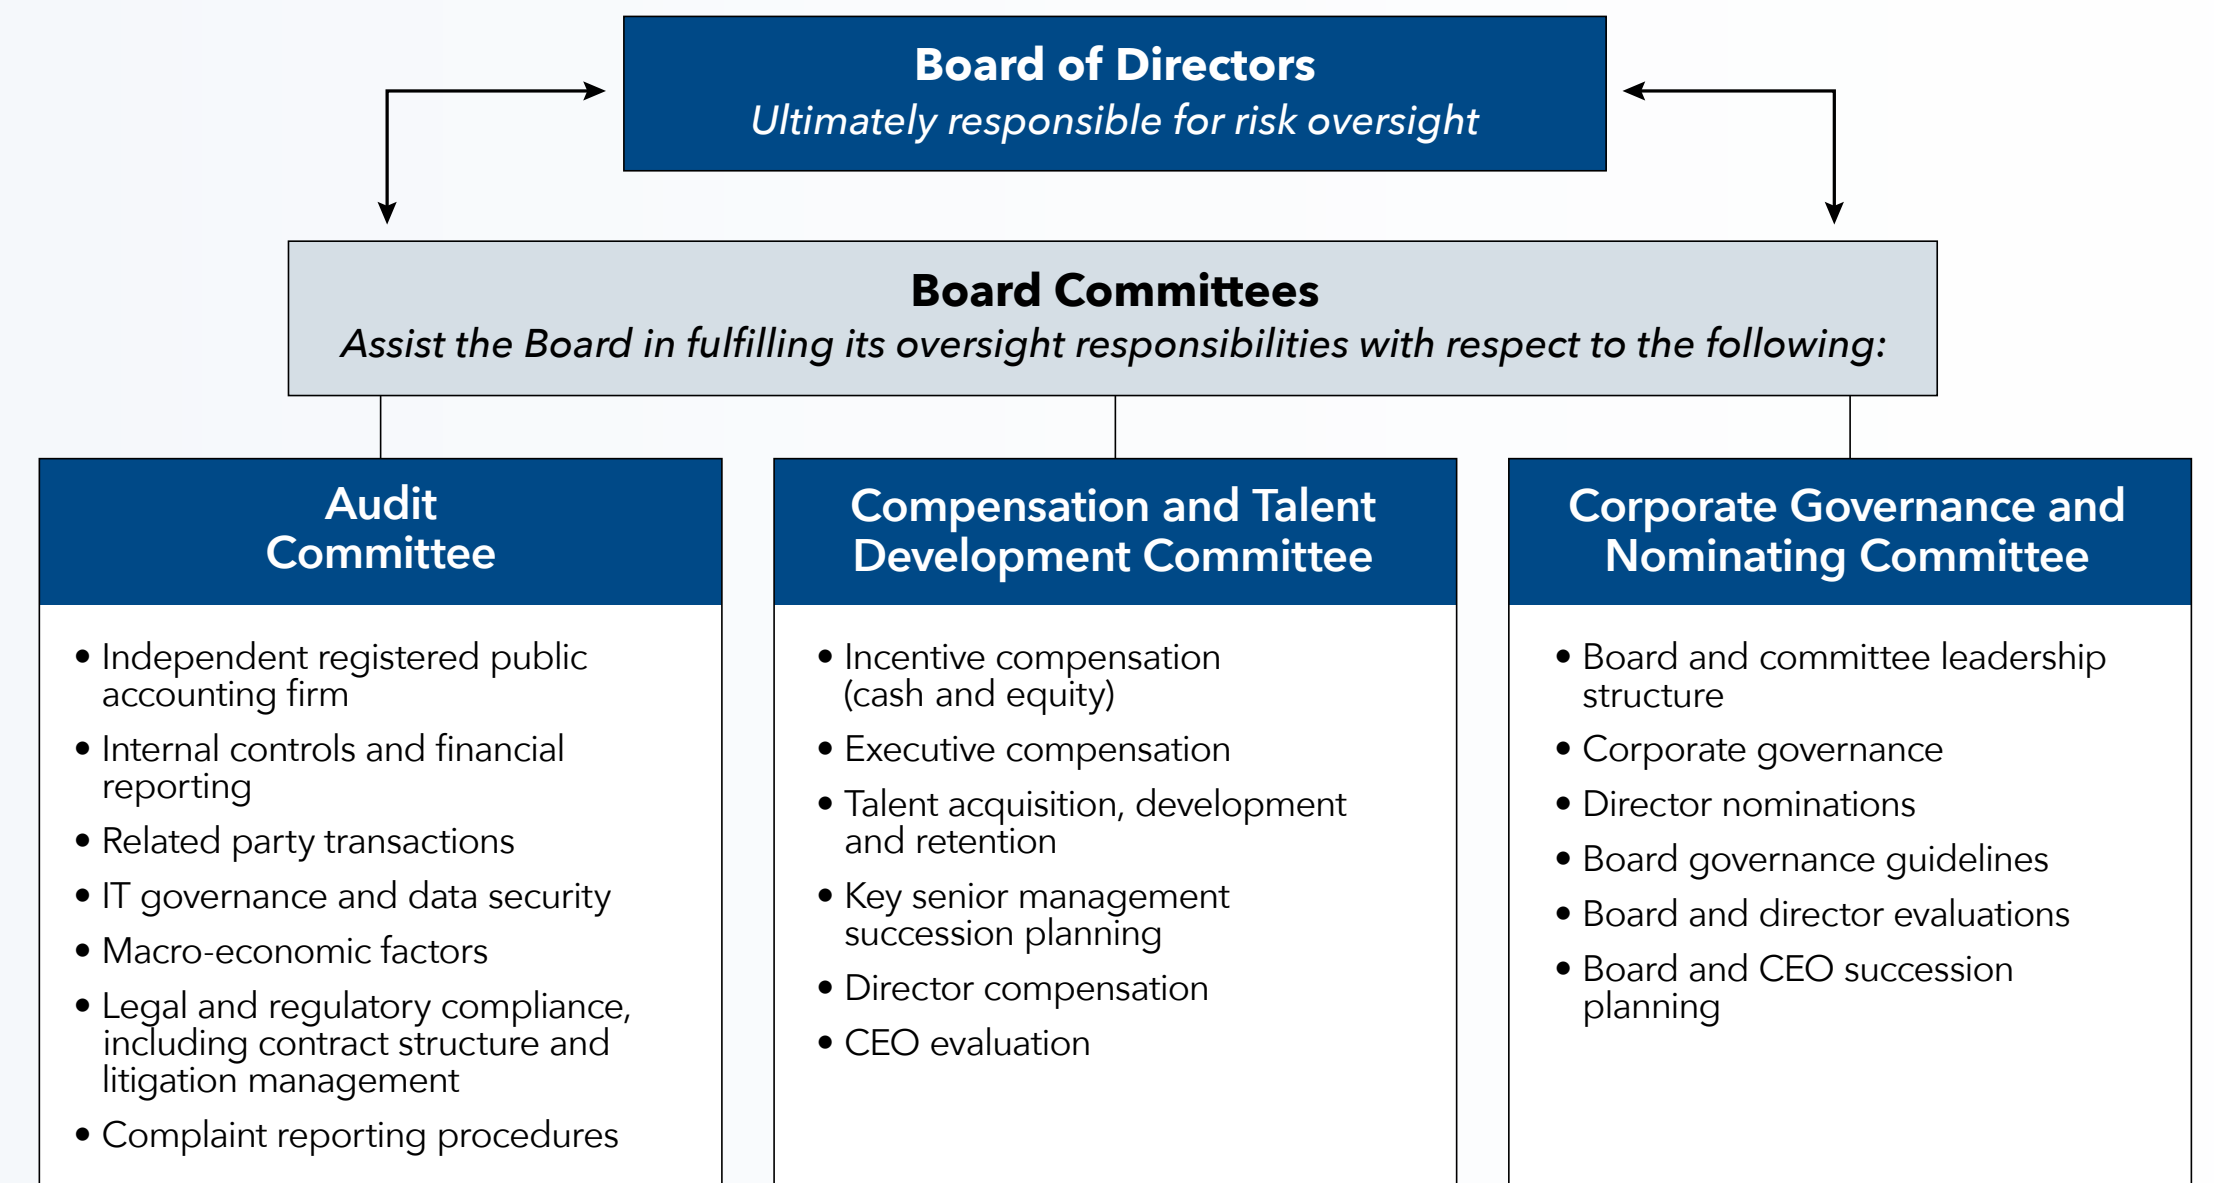 Board of Directors
Ultimately responsible for risk oversight
Board Committees
Assist the Board in fulfilling its oversight responsibilities with respect to the following:
Audit
Committee
• Independent registered public
accounting firm
• Internal controls and financial
reporting
• Related party transactions
• IT governance and data security
• Macro-economic factors
• Legal and regulatory compliance,
including contract structure and
litigation management
• Complaint reporting procedures
Compensation and Talent
Development Committee
• Incentive compensation
(cash and equity)
• Executive compensation
• Talent acquisition, development
and retention
• Key senior management
succession planning
• Director compensation
• CEO evaluation
Corporate Governance and
Nominating Committee
• Board and committee leadership
structure
• Corporate governance
• Director nominations
• Board governance guidelines
• Board and director evaluations
• Board and CEO succession
planning